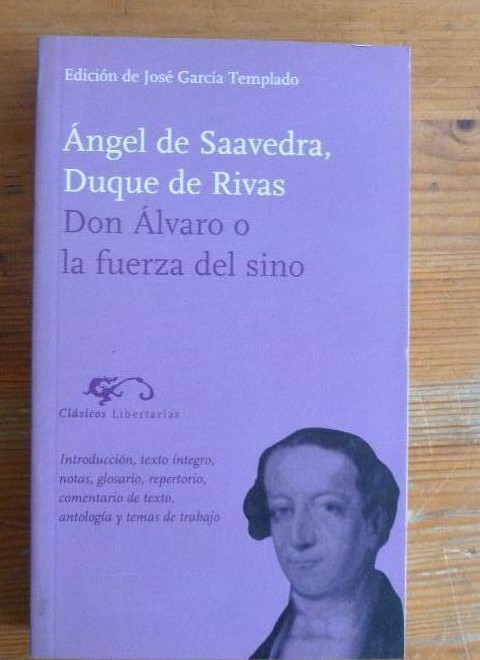 Edición de José García Templado
Ángel de Saavedra,
Duque de Rivas
Don Álvaro o
la fuerza del sino
Clásicos Libertarias
Introducción, texto íntegro,
notas, glosario, repertorio,
comentario de texto,
antología y temas de trabajo